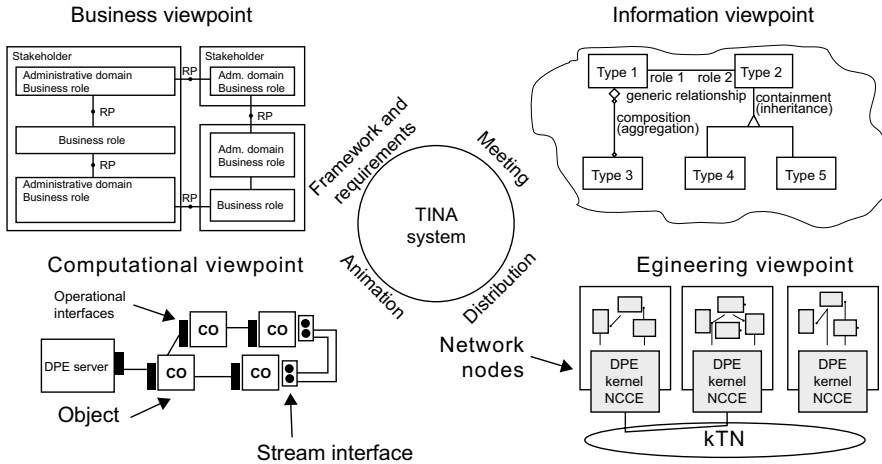 Business viewpoint
Stakeholder
Administrative domain
Business role
RP
Business role
RP
Administrative domain
Business role
RP
Stakeholder
Adm. domain
Business role
RP
Adm. domain
Business role
Business role
RP
Information viewpoint
Type 1
role 1
role 2
Type 2
generic relationship
composition
(aggregation)
containment
(inheritance)
Type 3
Type 4
Type 5
Framework and
requirements
Meeting
TINA
system
Animation
Distribution
Computational viewpoint
Operational
interfaces
CO
CO
DPE server
CO
CO
Object
Stream interface
Egineering viewpoint
Network
nodes
DPE
kernel
NCCE
DPE
kernel
NCCE
DPE
kernel
NCCE
kTN